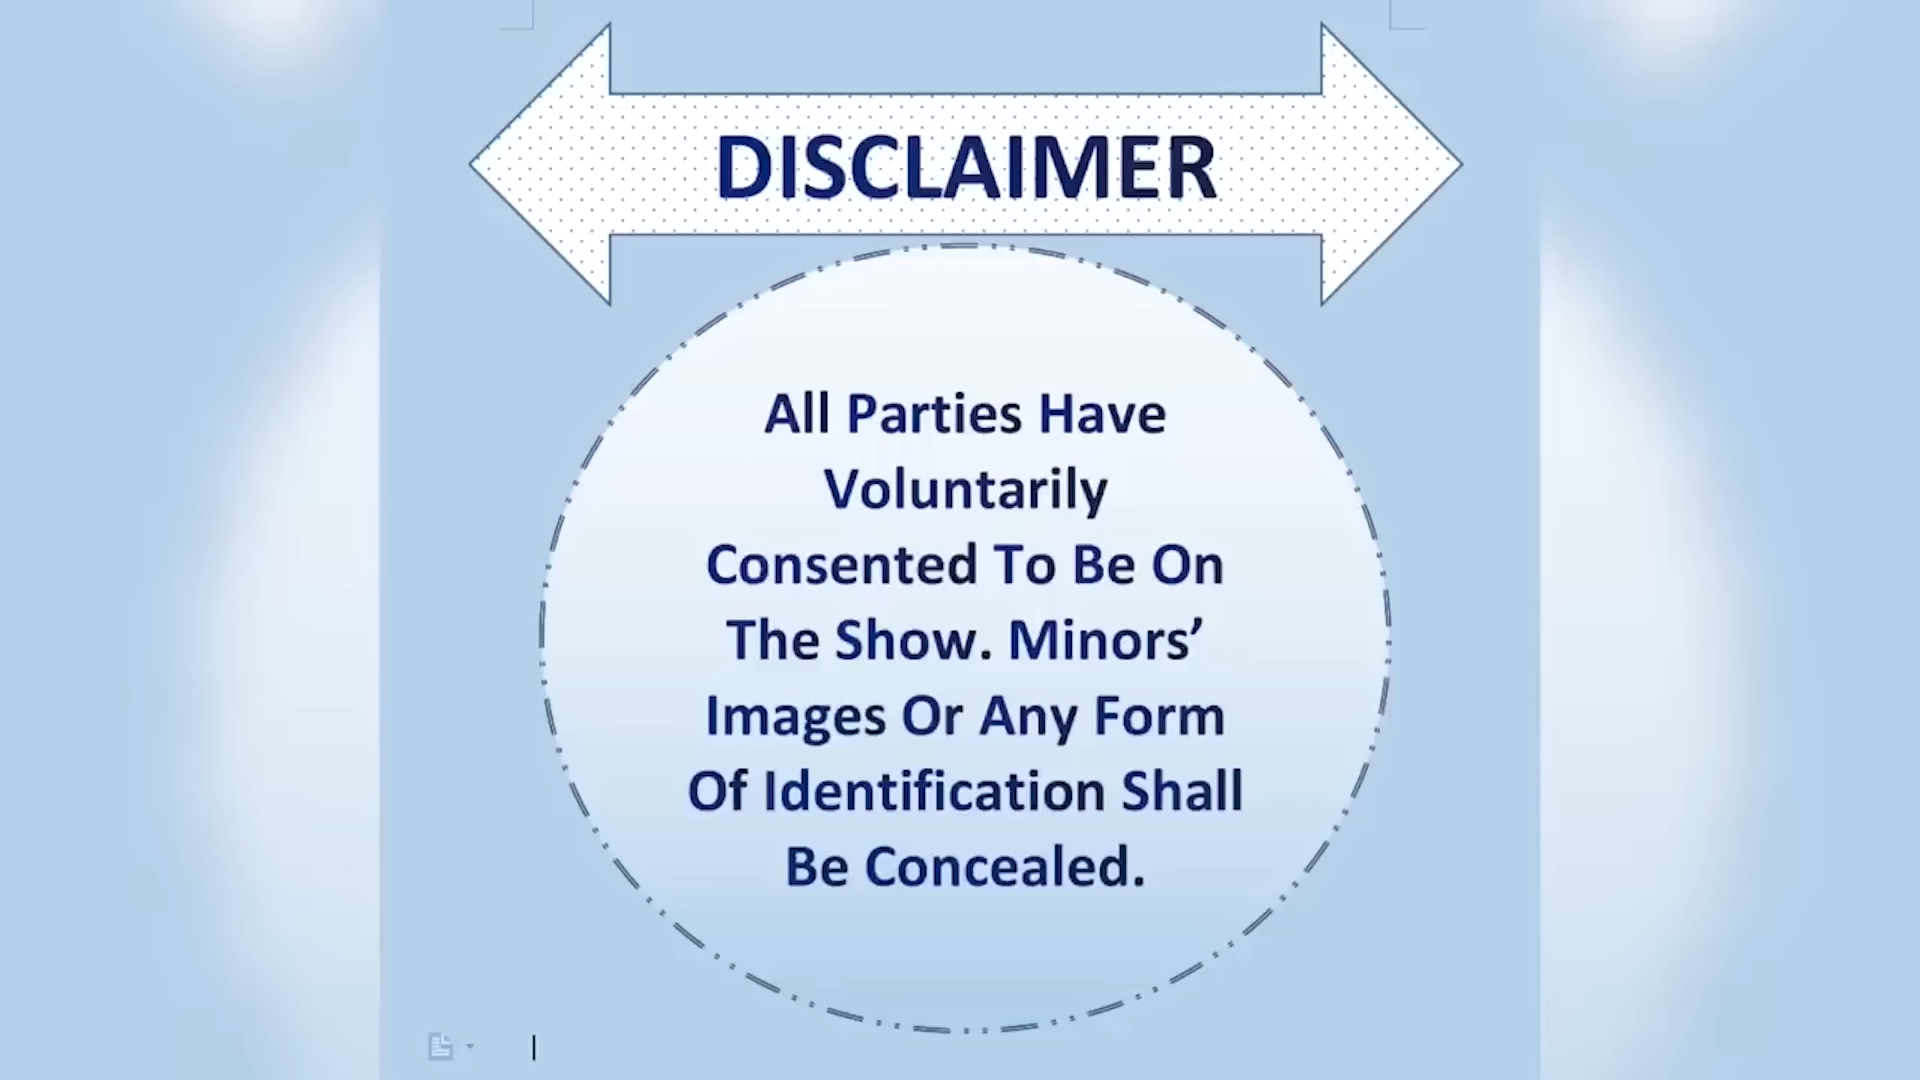 DISCLAIMER
All Parties Have
Voluntarily
Consented To Be On
The Show. Minors’
Images Or Any Form
Of Identification Shall
Be Concealed.